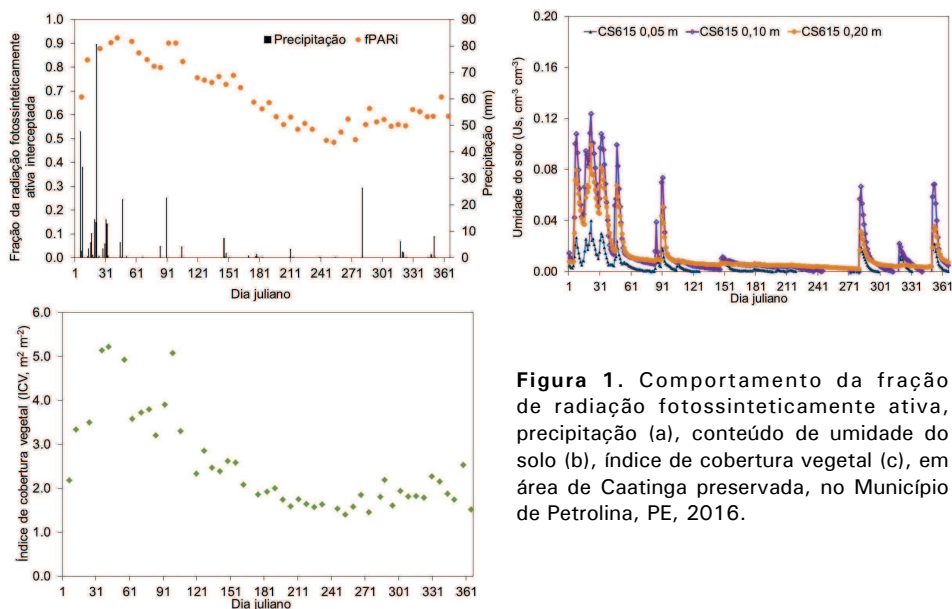 Precipitação fPARi
Fração da radiação fotossinteticamente
ativa interceptada
1.0
0.9
0.8
0.7
0.6
0.5
0.4
0.3
0.2
0.1
0.0
90
80
70
60
50
40
30
20
10
0
Precipitação (mm)
1 31 61 91 121 151 181 211 241 271 301 331 361
Dia juliano
CS615 0,05 m CS615 0,10 m CS615 0,20 m
Umidade do solo (Us, cm³ cm⁻³)
0.20
0.16
0.12
0.08
0.04
0.00
1 31 61 91 121 151 181 211 241 271 301 331 361
Dia juliano
Índice de cobertura vegetal (ICV, m² m⁻²)
6.0
5.0
4.0
3.0
2.0
1.0
0.0
1 31 61 91 121 151 181 211 241 271 301 331 361
Dia juliano
Figura 1. Comportamento da fração
de radiação fotossinteticamente ativa,
precipitação (a), conteúdo de umidade do
solo (b), índice de cobertura vegetal (c), em
área de Caatinga preservada, no Município
de Petrolina, PE, 2016.